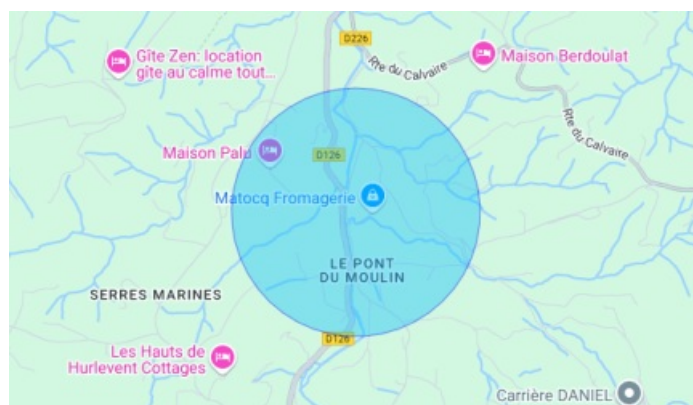 D226
Gîte Zen: location
gîte au calme tout...
Rte du Calvaire
Maison Berdoulat
Rte du Calvaire
Maison Palu
D126
Matocq Fromagerie
LE PONT
DU MOULIN
SERRES MARINES
D126
Les Hauts de
Hurlevent Cottages
Carrière DANIEL